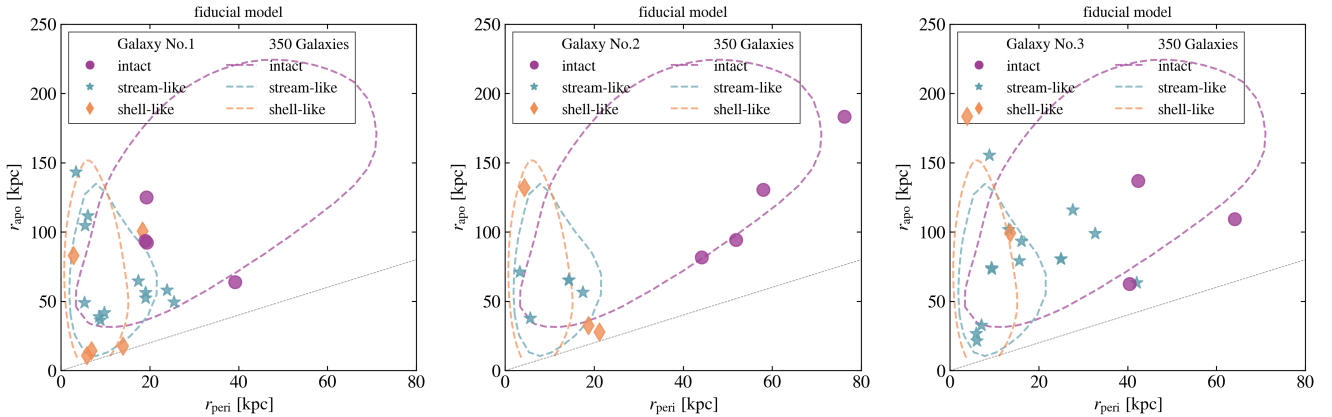 fiducial model
Galaxy No.1 350 Galaxies
intact intact
stream-like stream-like
shell-like shell-like
250
200
150
100
50
0
r_apo [kpc]
0 20 40 60 80
r_peri [kpc]
fiducial model
Galaxy No.2 350 Galaxies
intact intact
stream-like stream-like
shell-like shell-like
250
200
150
100
50
0
r_apo [kpc]
0 20 40 60 80
r_peri [kpc]
fiducial model
Galaxy No.3 350 Galaxies
intact intact
stream-like stream-like
shell-like shell-like
250
200
150
100
50
0
r_apo [kpc]
0 20 40 60 80
r_peri [kpc]